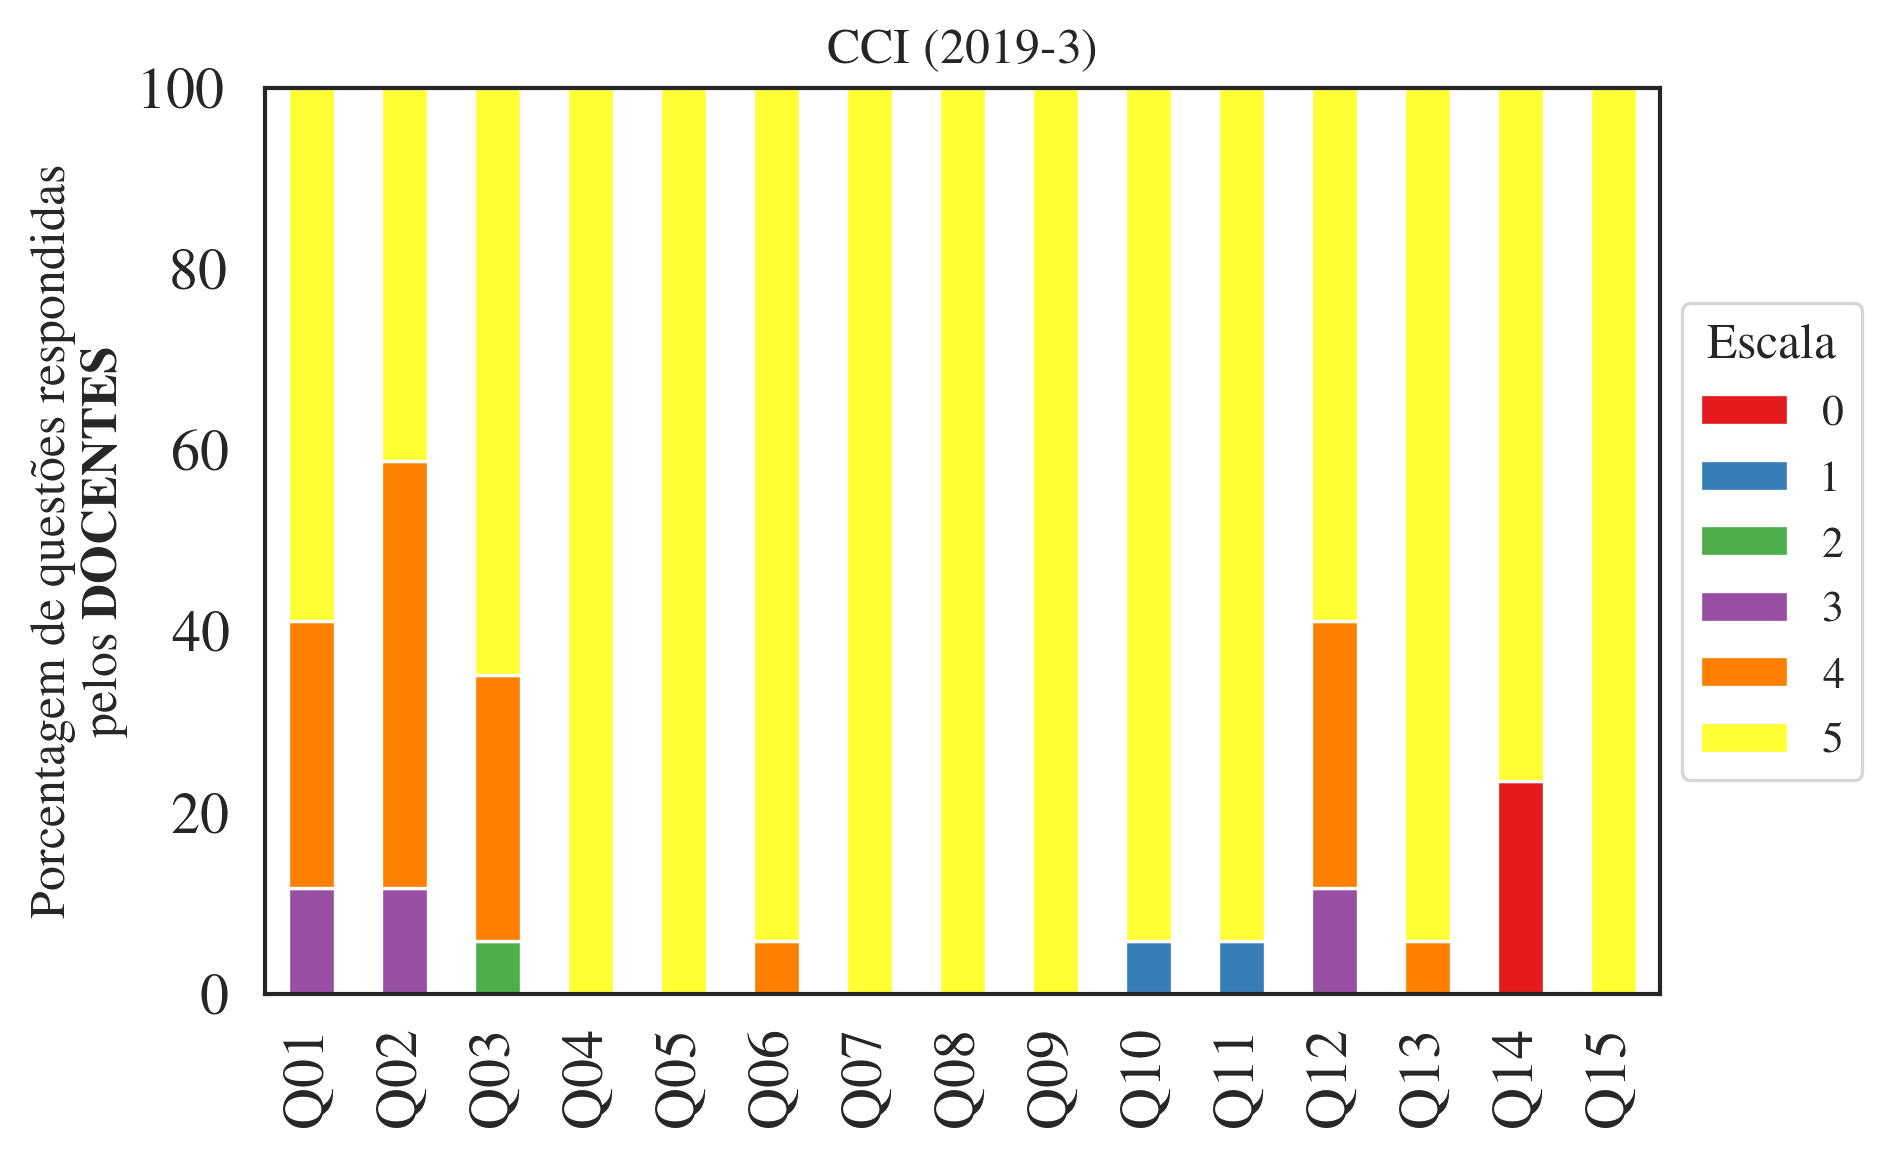 CCI (2019-3)
Porcentagem de questões respondidas
pelos DOCENTES
100
80
60
40
20
0
Q01
Q02
Q03
Q04
Q05
Q06
Q07
Q08
Q09
Q10
Q11
Q12
Q13
Q14
Q15
Escala
0
1
2
3
4
5